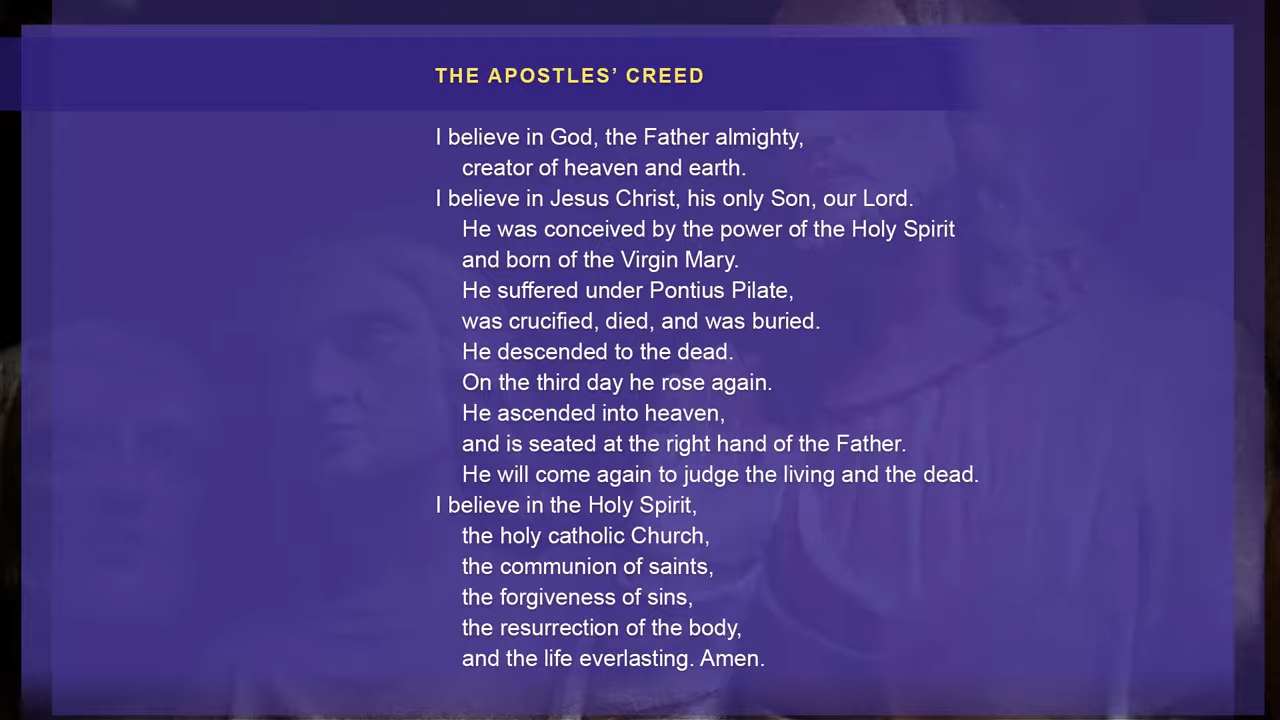 THE APOSTLES’ CREED
I believe in God, the Father almighty,
creator of heaven and earth.
I believe in Jesus Christ, his only Son, our Lord.
He was conceived by the power of the Holy Spirit
and born of the Virgin Mary.
He suffered under Pontius Pilate,
was crucified, died, and was buried.
He descended to the dead.
On the third day he rose again.
He ascended into heaven,
and is seated at the right hand of the Father.
He will come again to judge the living and the dead.
I believe in the Holy Spirit,
the holy catholic Church,
the communion of saints,
the forgiveness of sins,
the resurrection of the body,
and the life everlasting. Amen.